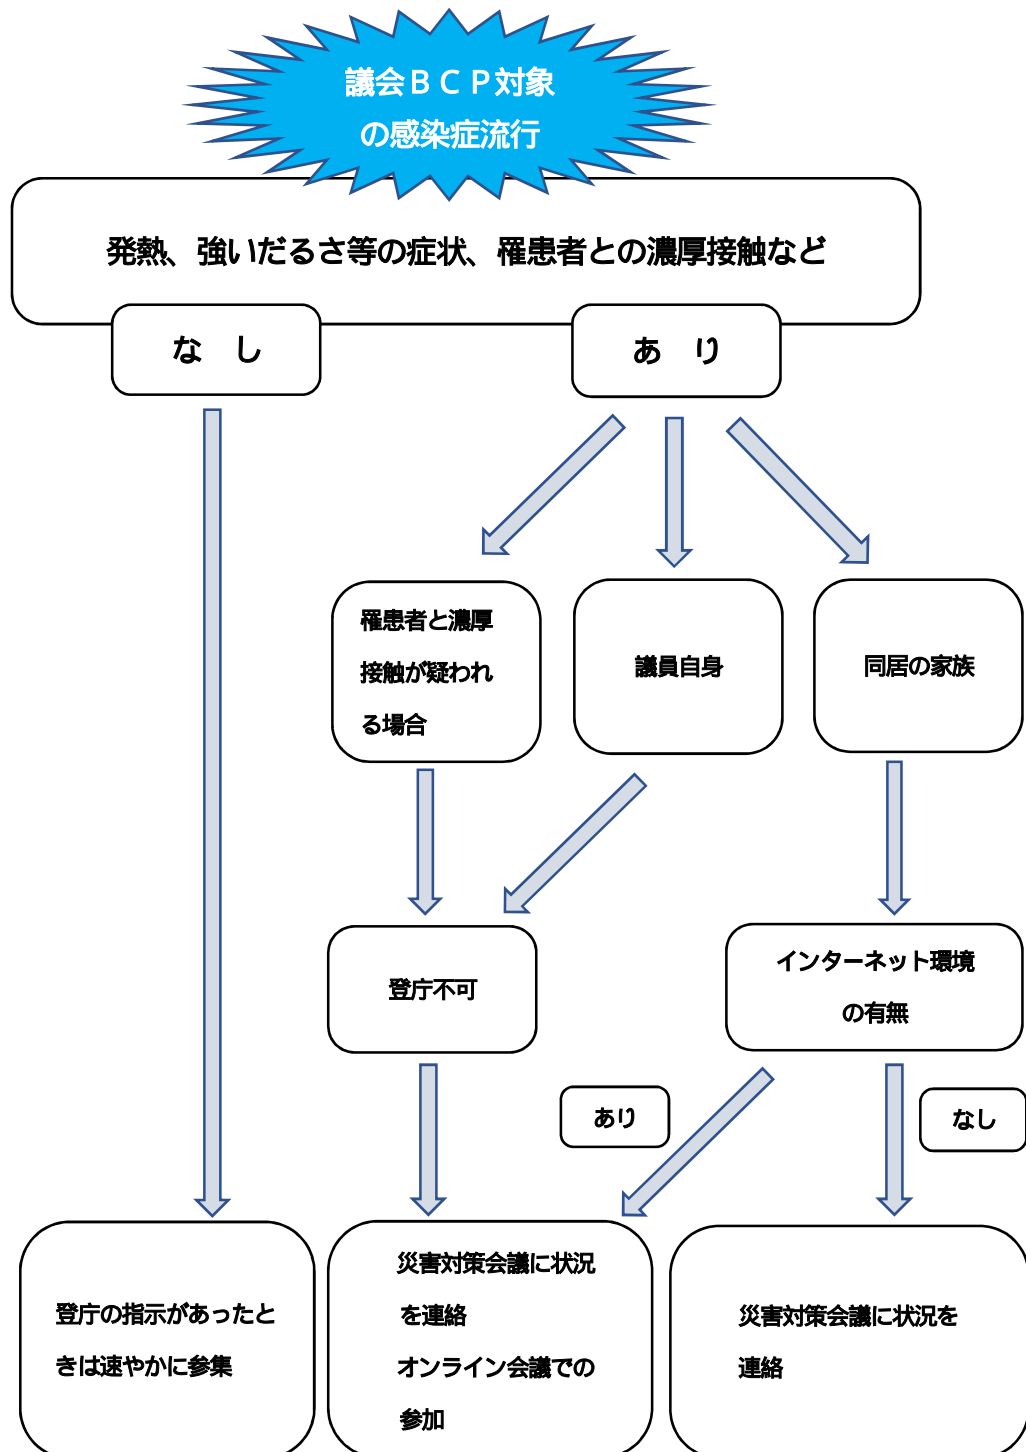 議会ＢＣＰ対象
の感染症流行
発熱、強いだるさ等の症状、罹患者との濃厚接触など
な　し
あ　り
罹患者と濃厚
接触が疑われ
る場合
議員自身
同居の家族
登庁不可
インターネット環境
の有無
あり
なし
登庁の指示があったと
きは速やかに参集
災害対策会議に状況
を連絡
オンライン会議での
参加
災害対策会議に状況を
連絡